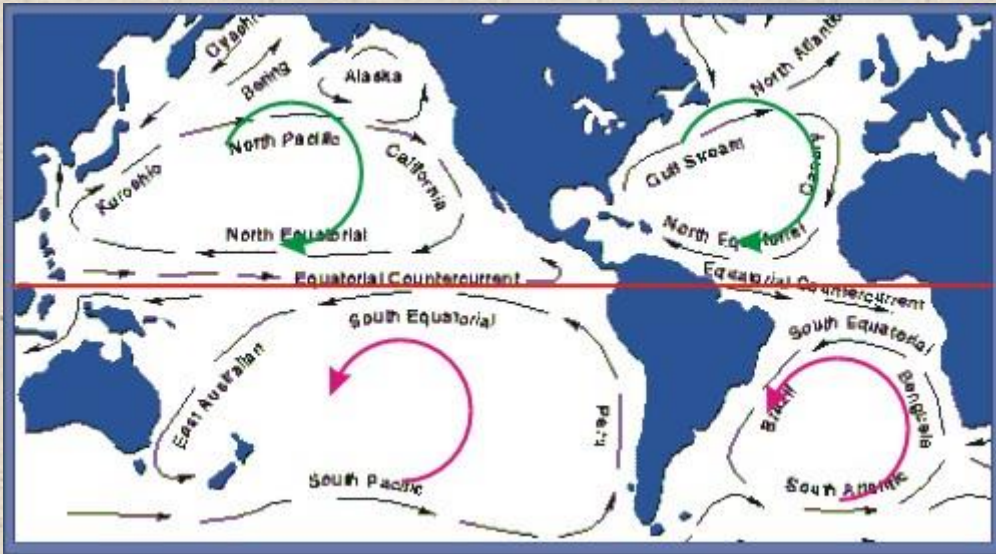 Oyashio
Bering
Alaska
North Pacific
Kuroshio
California
North Equatorial
Equatorial Countercurrent
South Equatorial
East Australian
Peru
South Pacific
North Atlantic
Gulf Stream
Canary
North Equatorial
Equatorial Countercurrent
South Equatorial
Brazil
Benguela
South Atlantic